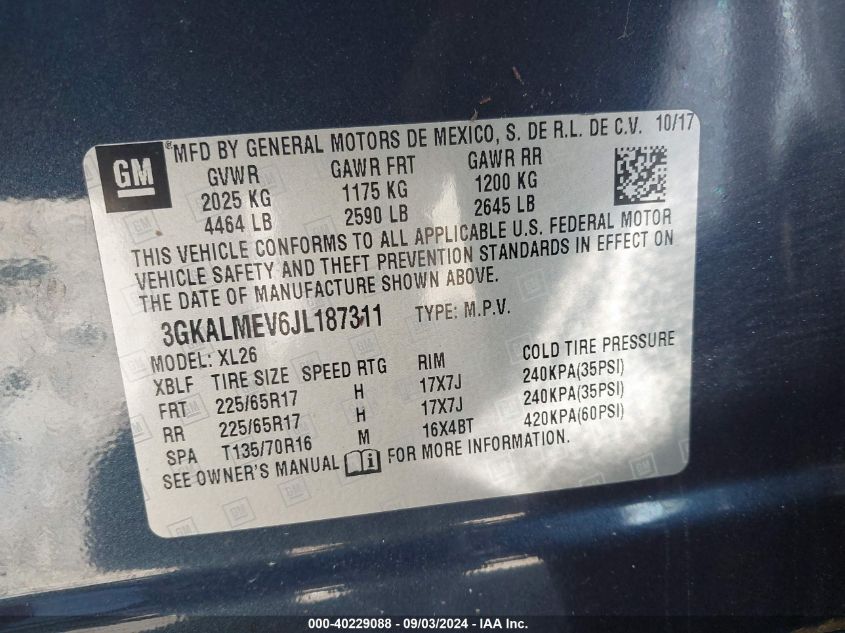 GM ® MFD BY GENERAL MOTORS DE MEXICO, S. DE R.L. DE C.V. 10/17
GVWR GAWR FRT GAWR RR
2025 KG 1175 KG 1200 KG
4464 LB 2590 LB 2645 LB
THIS VEHICLE CONFORMS TO ALL APPLICABLE U.S. FEDERAL MOTOR
VEHICLE SAFETY AND THEFT PREVENTION STANDARDS IN EFFECT ON
THE DATE OF MANUFACTURE SHOWN ABOVE.
3GKALMEV6JL187311 TYPE: M.P.V.
MODEL: XL26
XBLF TIRE SIZE SPEED RTG RIM COLD TIRE PRESSURE
FRT 225/65R17 H 17X7J 240KPA(35PSI)
RR 225/65R17 H 17X7J 240KPA(35PSI)
SPA T135/70R16 M 16X4BT 420KPA(60PSI)
SEE OWNER'S MANUAL i FOR MORE INFORMATION.
000-40229088 - 09/03/2024 - IAA Inc.